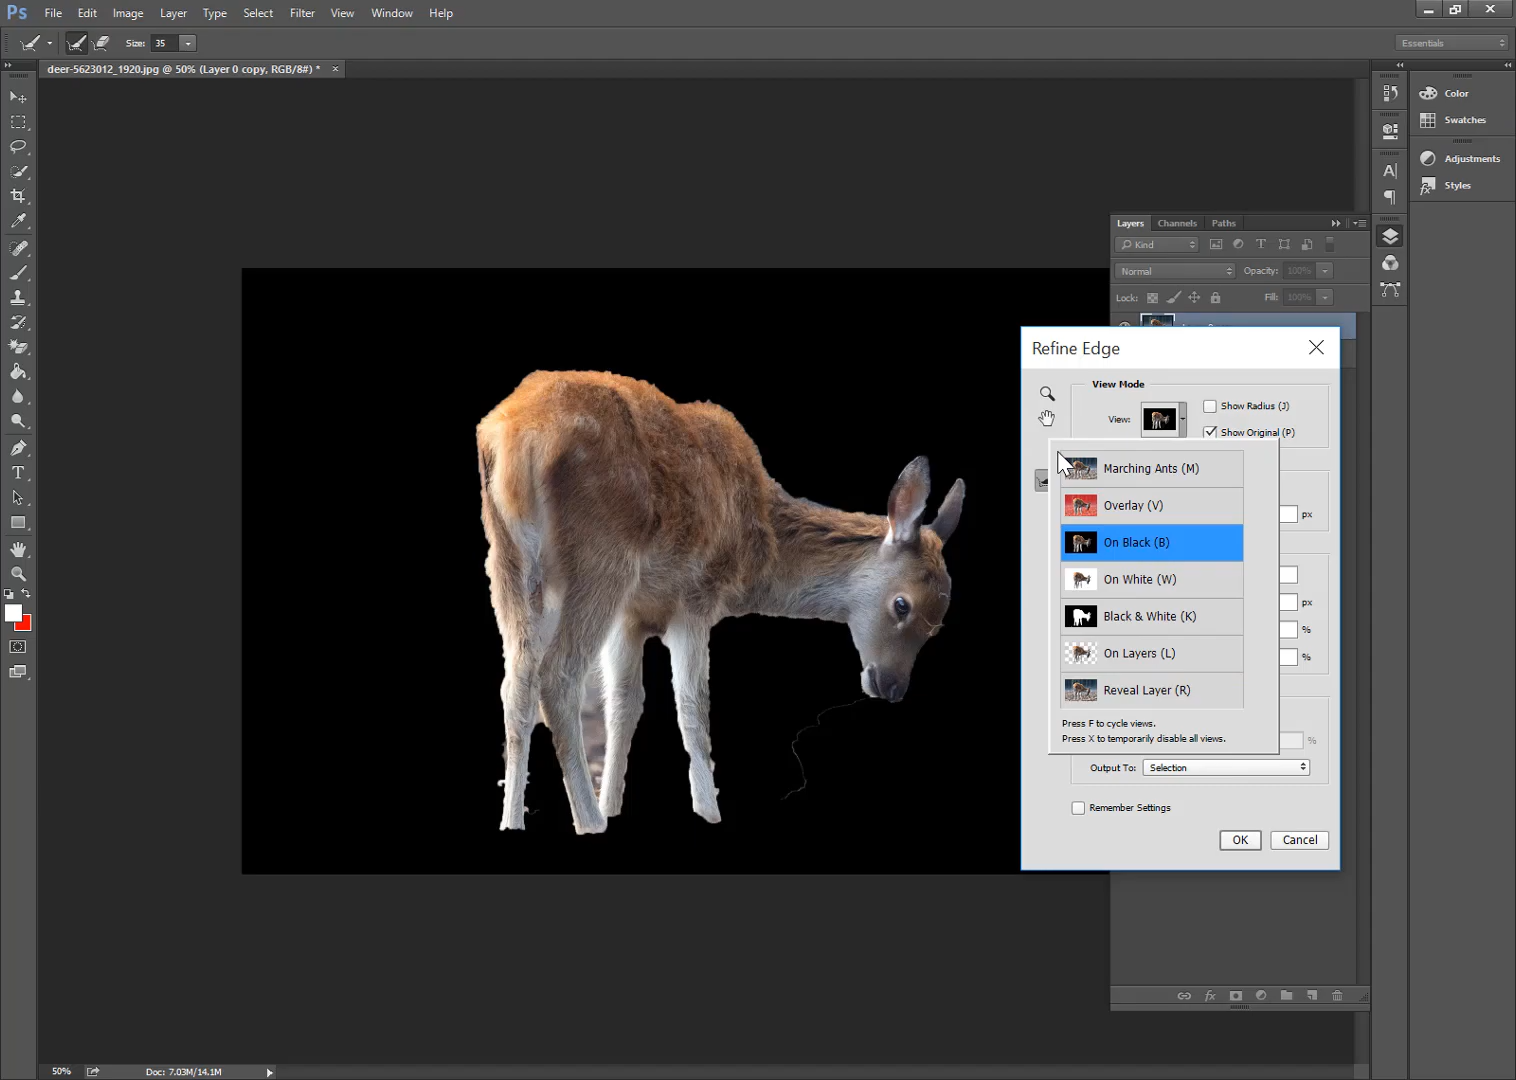 Ps File Edit Image Layer Type Select Filter View Window Help
Size: 35 Essentials
deer-5623012_1920.jpg @ 50% (Layer 0 copy, RGB/8#) * ×
Color
Swatches
Adjustments
Styles
Layers Channels Paths
Kind
Normal Opacity: 100%
Lock: Fill: 100%
Refine Edge
View Mode
View: Show Radius (J)
Show Original (P)
Marching Ants (M)
Overlay (V)
px
On Black (B)
On White (W)
px
Black & White (K)
%
On Layers (L)
%
Reveal Layer (R)
Press F to cycle views.
Press X to temporarily disable all views.
%
Output To: Selection
Remember Settings
OK Cancel
50% Doc: 7.03M/14.1M